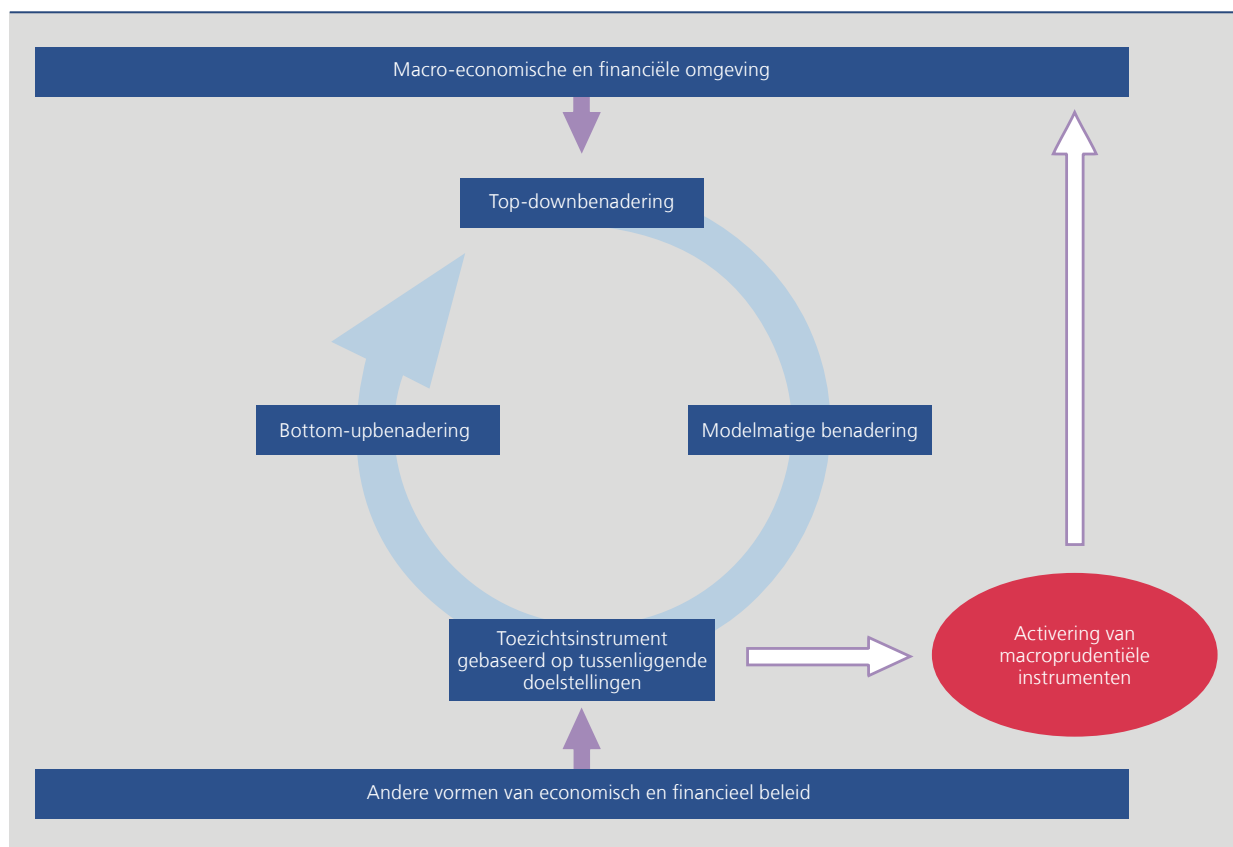 Macro-economische en financiële omgeving
Top-downbenadering
Bottom-upbenadering
Modelmatige benadering
Toezichtsinstrument
gebaseerd op tussenliggende
doelstellingen
Activering van
macroprudentiële
instrumenten
Andere vormen van economisch en financieel beleid